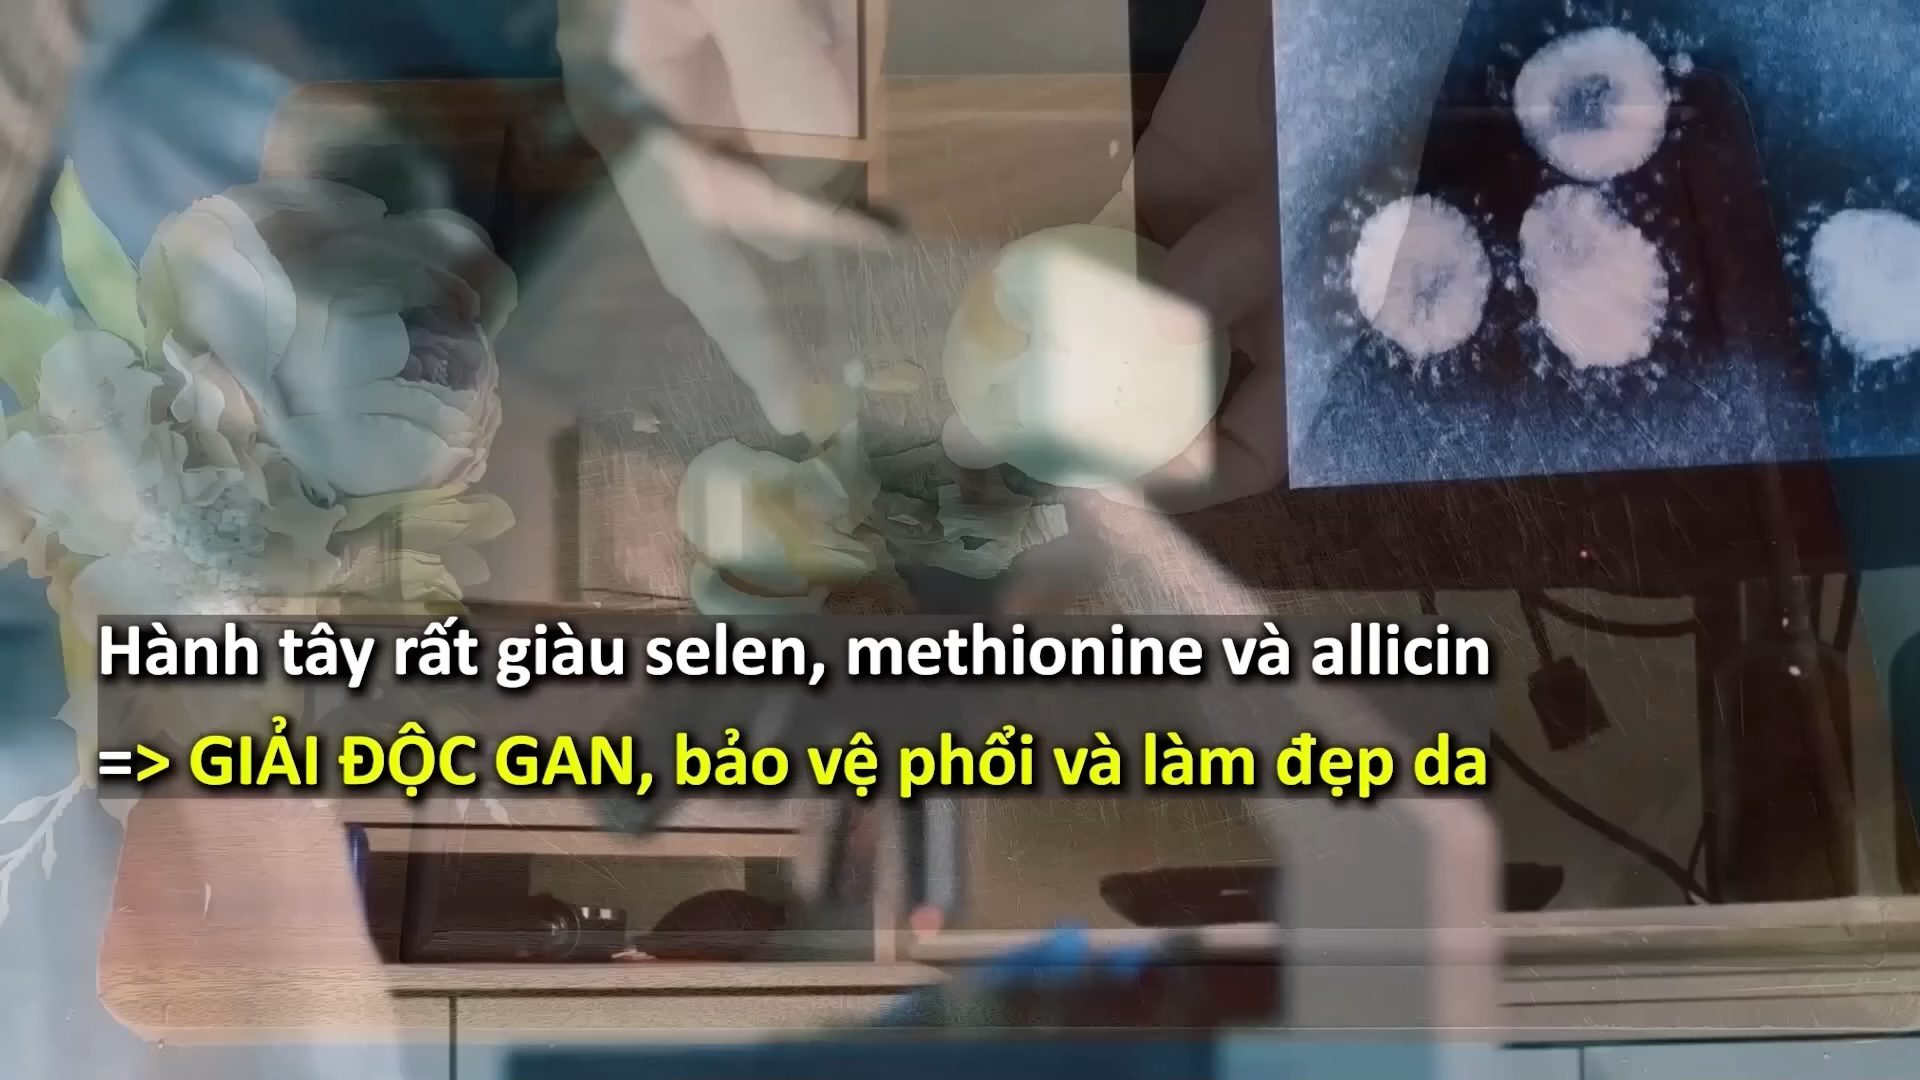 Hành tây rất giàu selen, methionine và allicin
=> GIẢI ĐỘC GAN, bảo vệ phổi và làm đẹp da